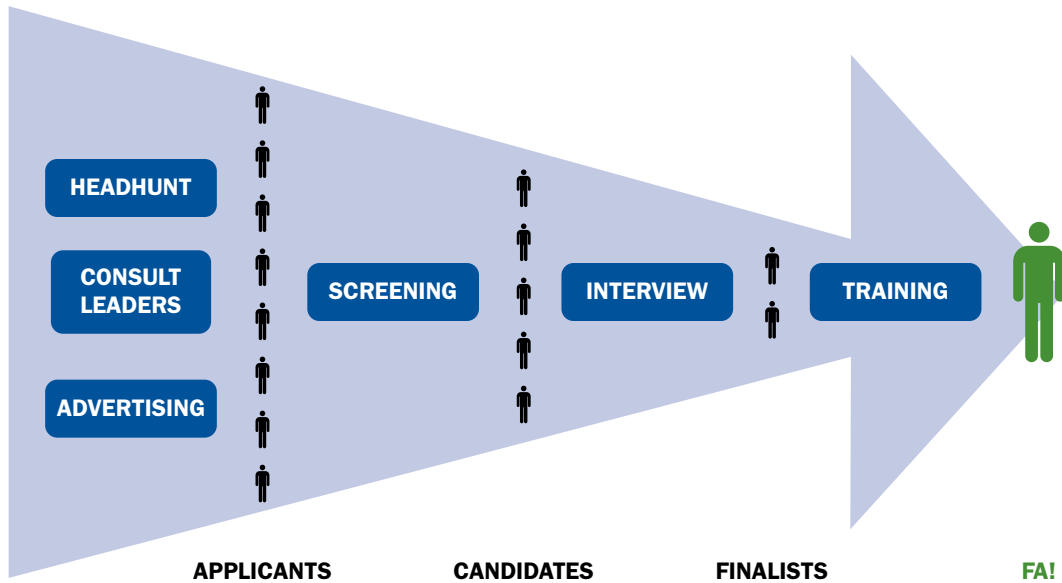 HEADHUNT
CONSULT
LEADERS
ADVERTISING
SCREENING
INTERVIEW
TRAINING
APPLICANTS
CANDIDATES
FINALISTS
FA!